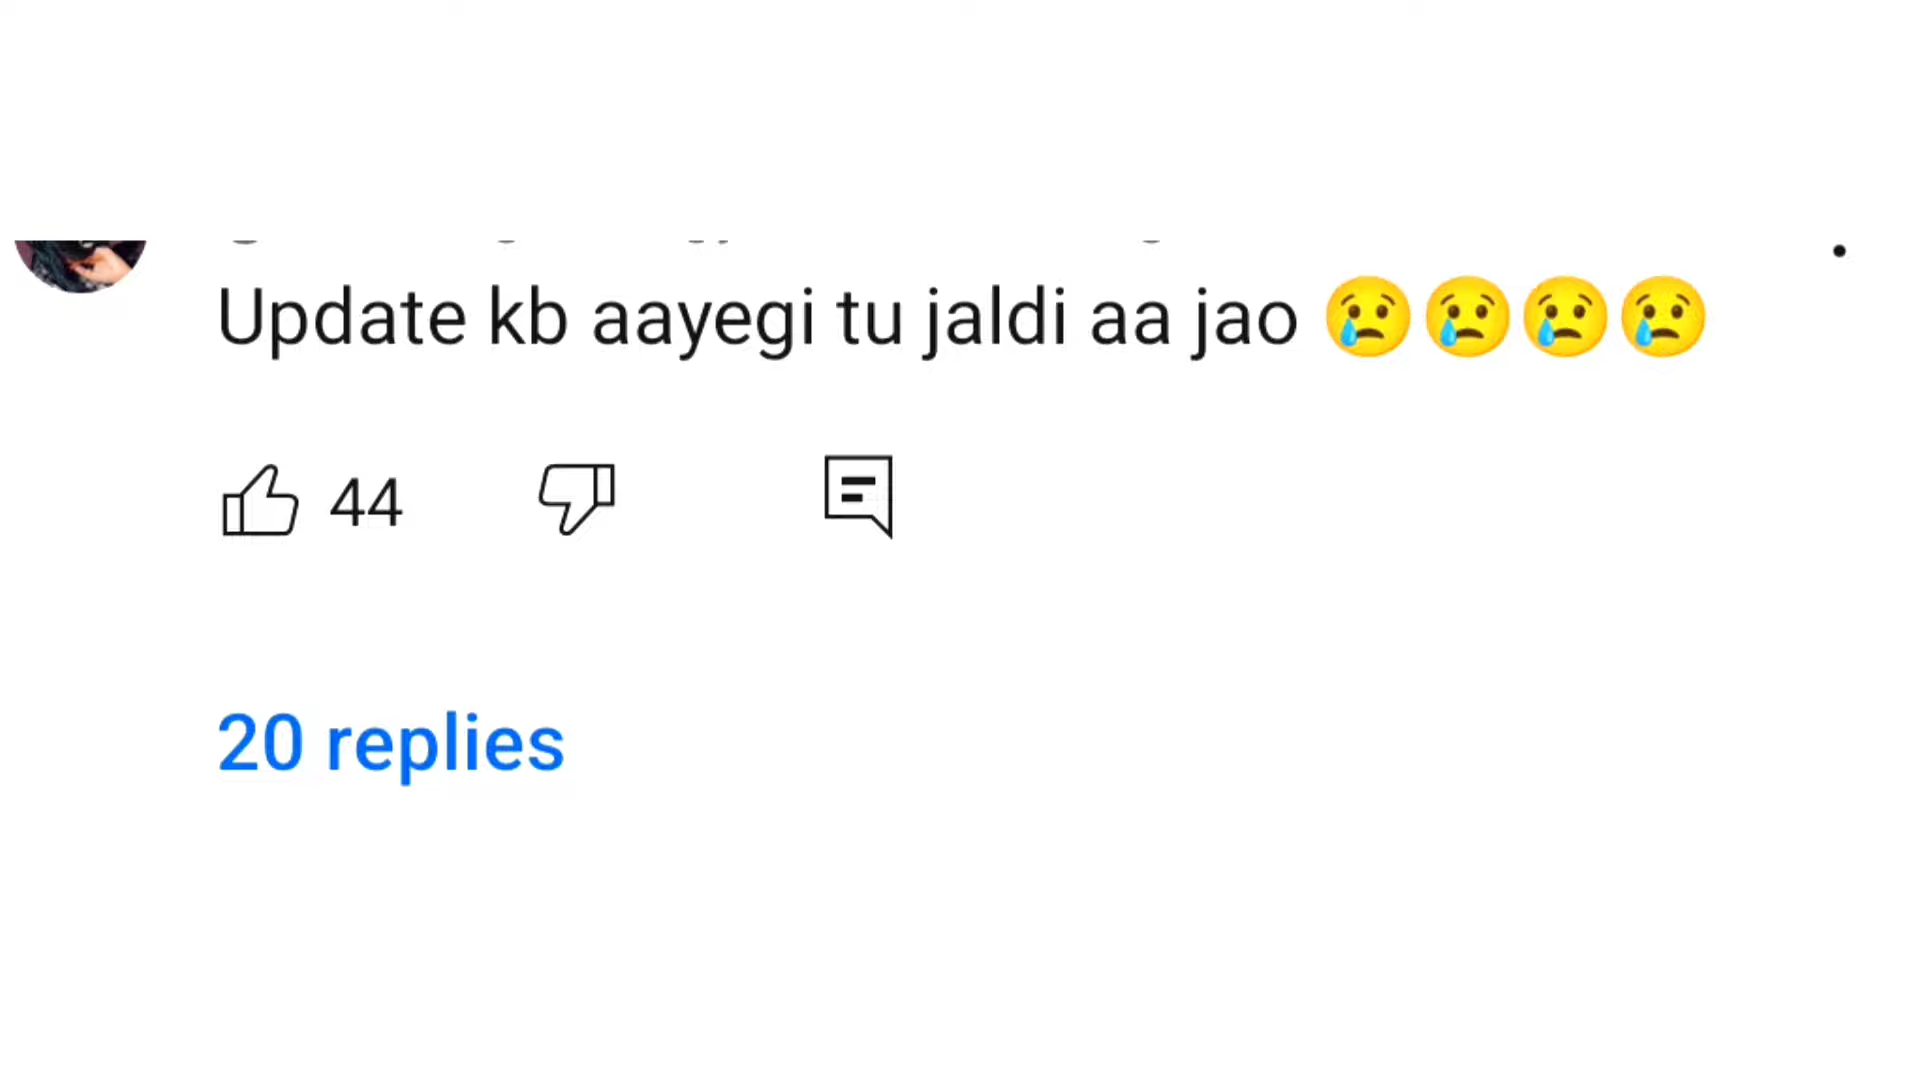 Update kb aayegi tu jaldi aa jao 😢😢😢😢
44
20 replies